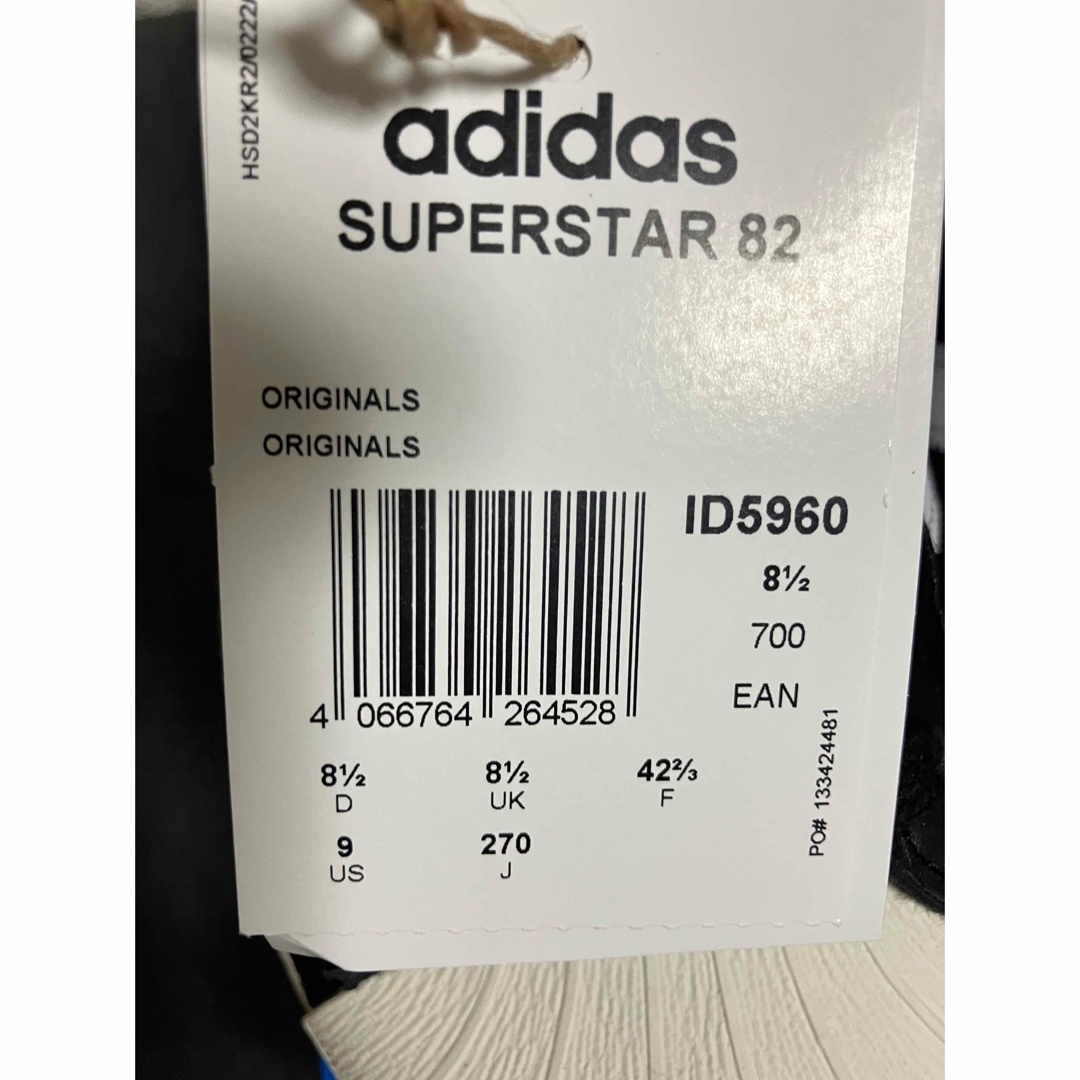 HSD2KR2/0222/
adidas
SUPERSTAR 82
ORIGINALS
ORIGINALS
ID5960
8½
700
EAN
4 066764 264528
8½ 8½ 42⅔
D UK F
9 270
US J
PO# 133424481